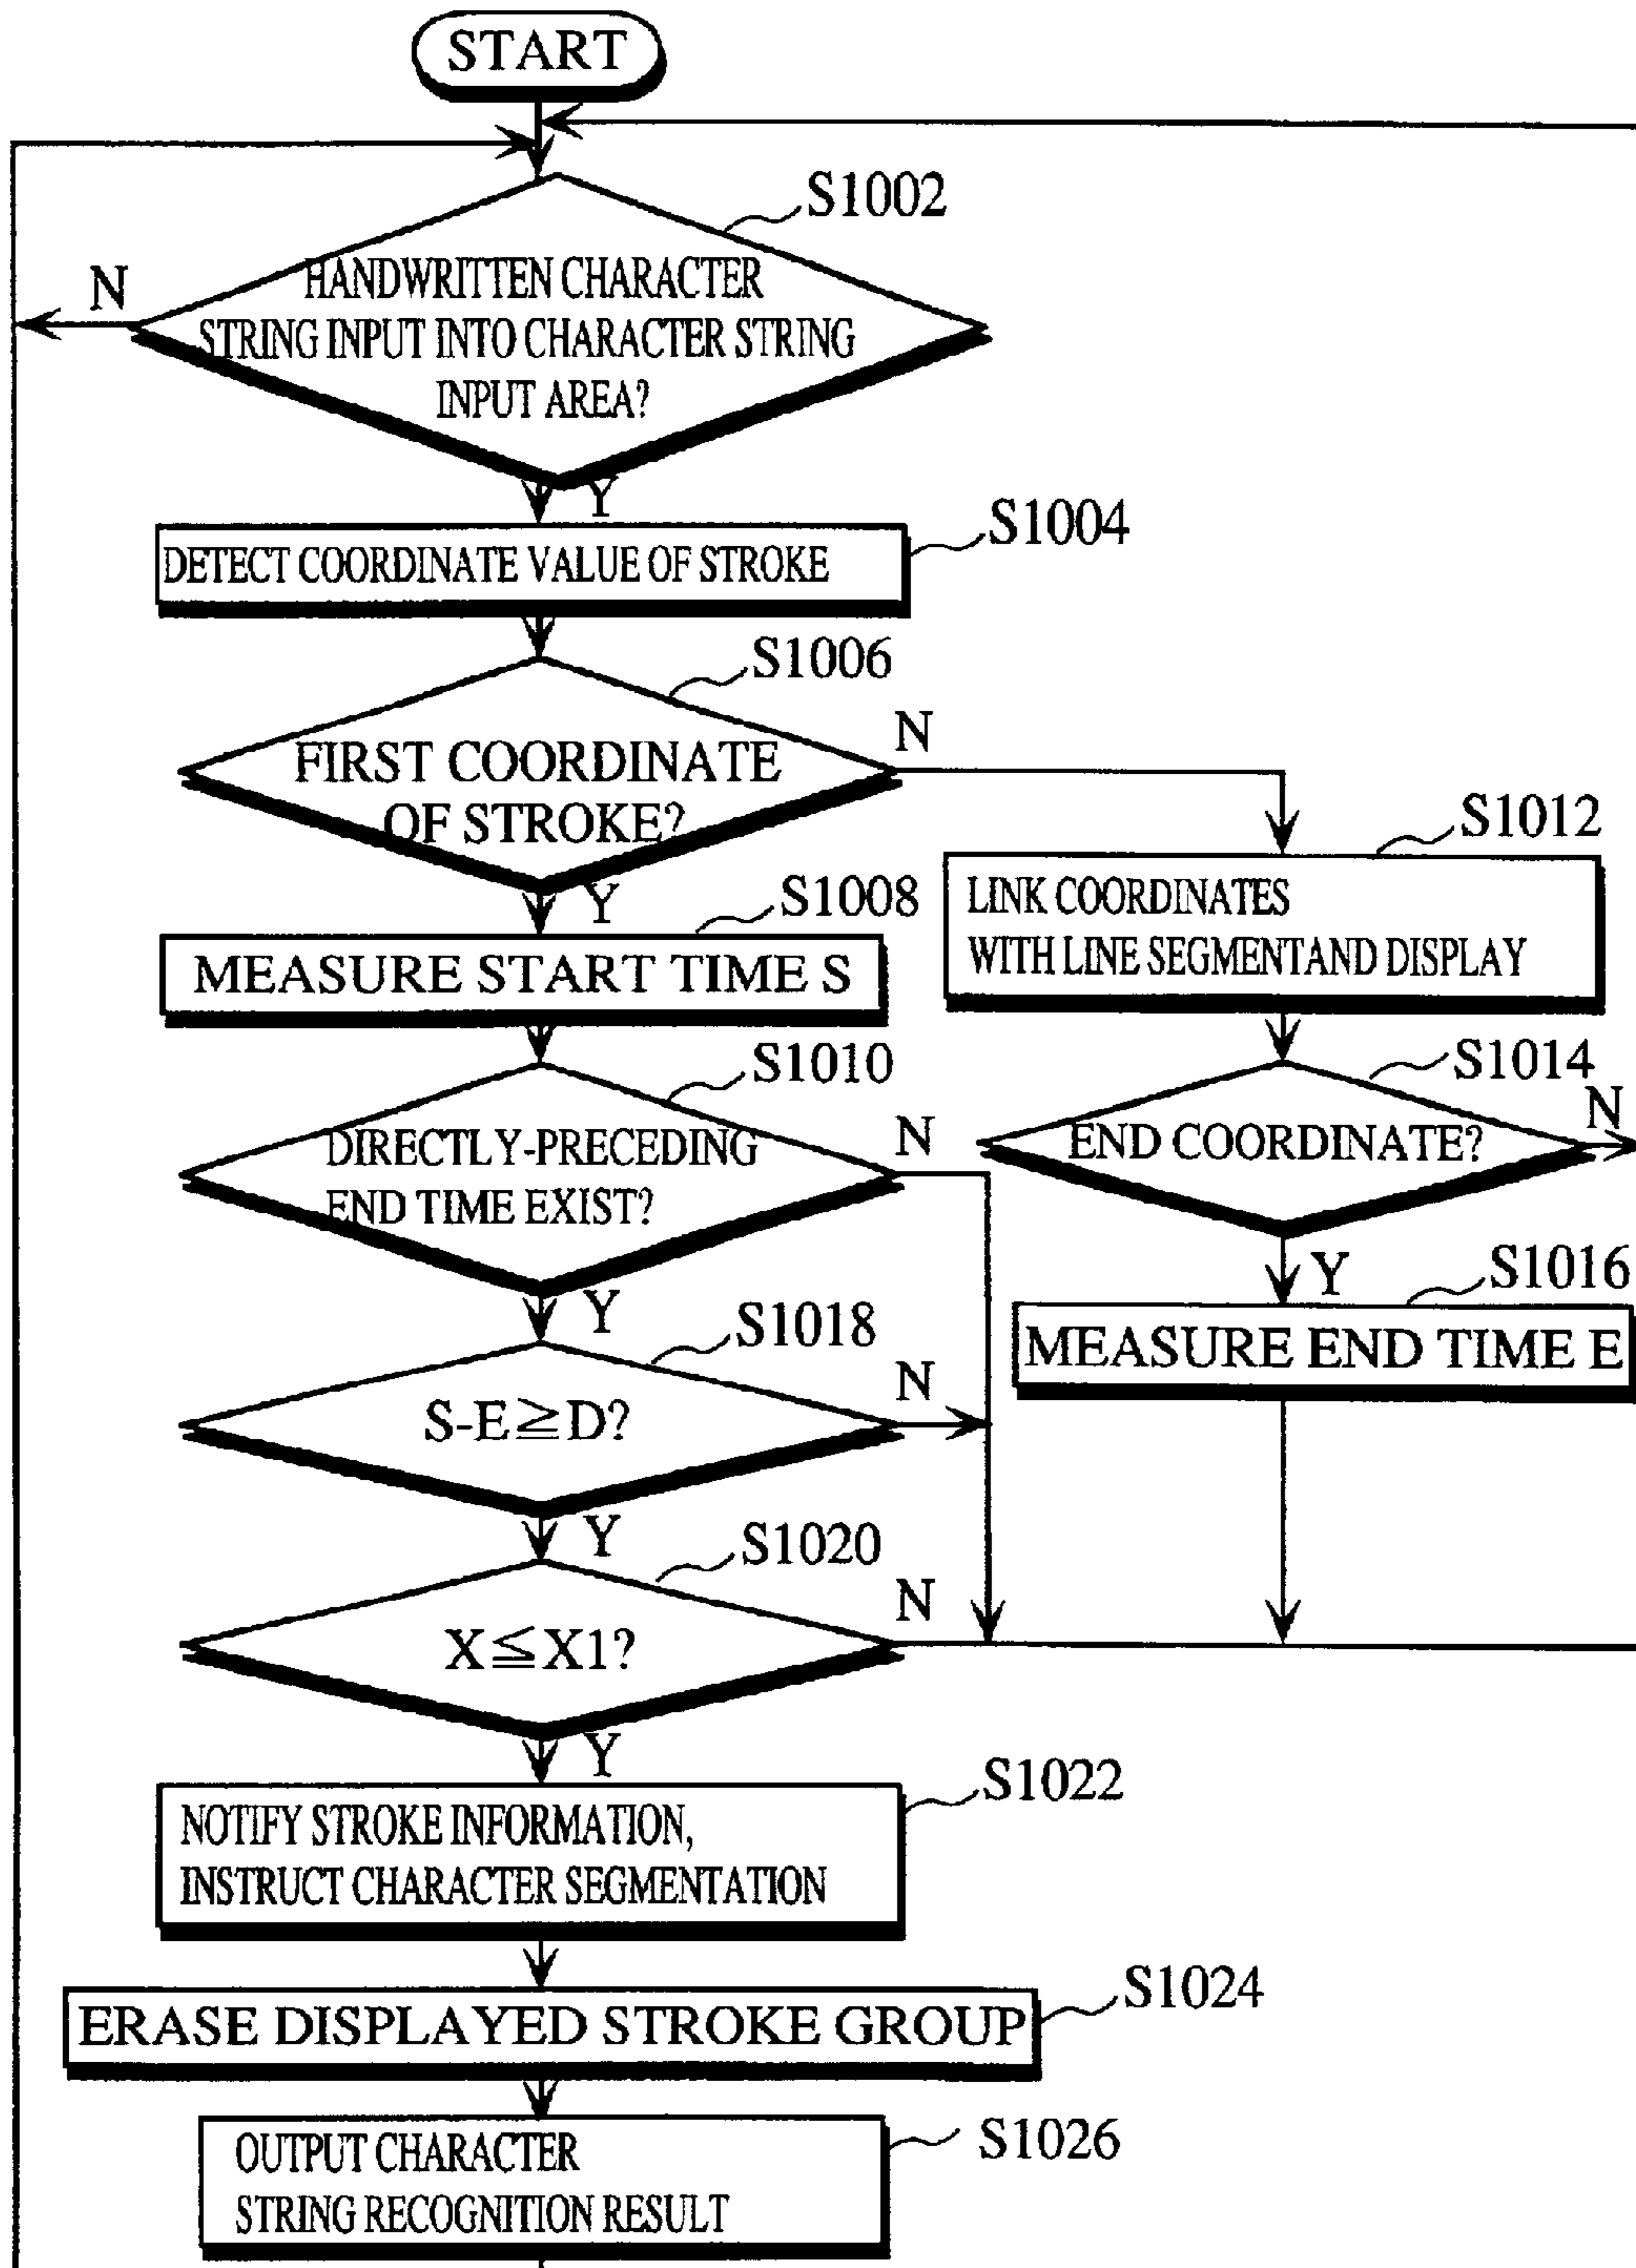 START
S1002
N
HANDWRITTEN CHARACTER
STRING INPUT INTO CHARACTER STRING
INPUT AREA?
Y
S1004
DETECT COORDINATE VALUE OF STROKE
S1006
N
FIRST COORDINATE
OF STROKE?
Y
S1012
LINK COORDINATES
WITH LINE SEGMENTAND DISPLAY
S1008
MEASURE START TIME S
S1010
N
DIRECTLY-PRECEDING
END TIME EXIST?
Y
S1014
N
END COORDINATE?
Y
S1016
MEASURE END TIME E
S1018
N
S-E≧D?
Y
S1020
N
X≦X1?
Y
S1022
NOTIFY STROKE INFORMATION,
INSTRUCT CHARACTER SEGMENTATION
S1024
ERASE DISPLAYED STROKE GROUP
S1026
OUTPUT CHARACTER
STRING RECOGNITION RESULT